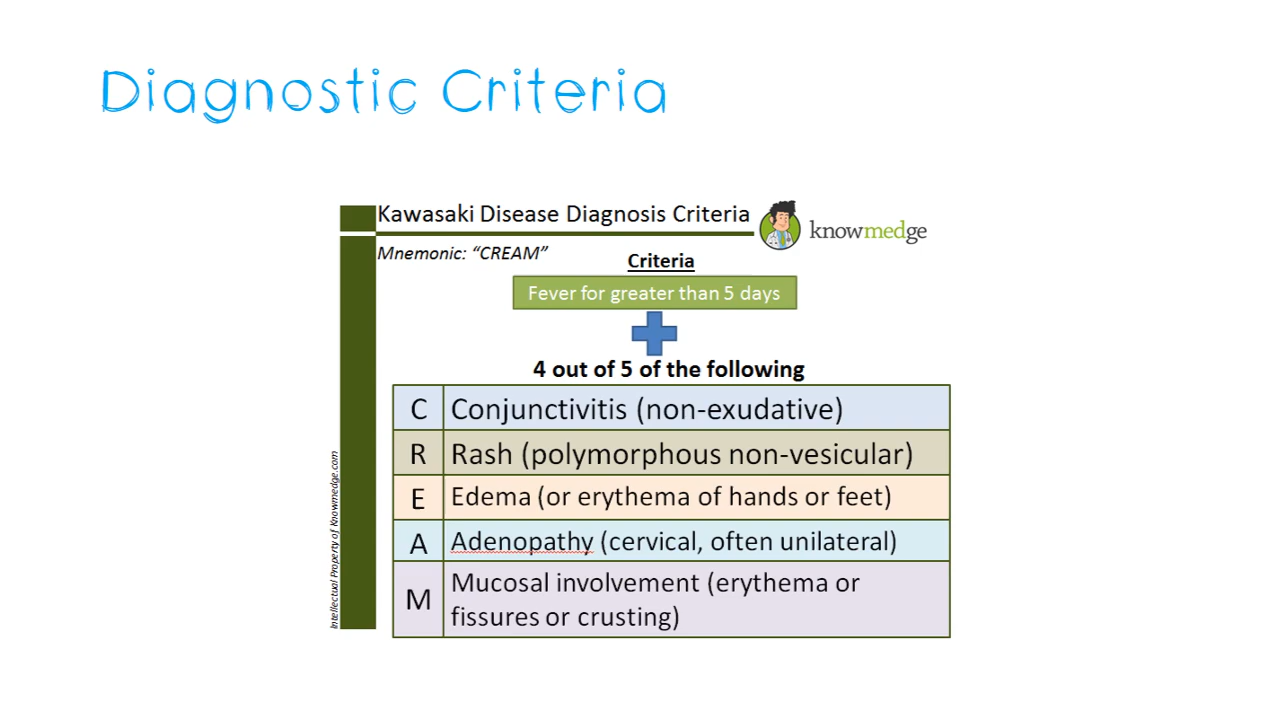 Diagnostic Criteria
Kawasaki Disease Diagnosis Criteria
knowmedge
Mnemonic: “CREAM”
Criteria
Fever for greater than 5 days
4 out of 5 of the following
C Conjunctivitis (non-exudative)
R Rash (polymorphous non-vesicular)
E Edema (or erythema of hands or feet)
A Adenopathy (cervical, often unilateral)
M Mucosal involvement (erythema or
fissures or crusting)
Intellectual Property of Knowmedge.com